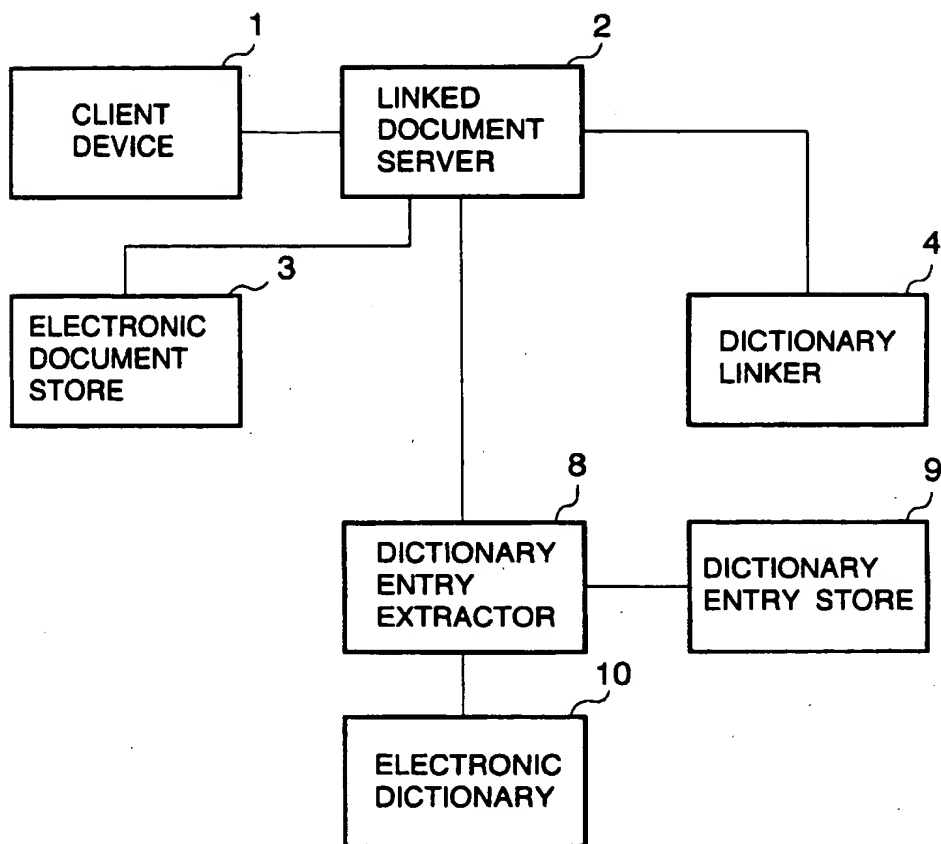 1
CLIENT
DEVICE
2
LINKED
DOCUMENT
SERVER
3
ELECTRONIC
DOCUMENT
STORE
4
DICTIONARY
LINKER
8
DICTIONARY
ENTRY
EXTRACTOR
9
DICTIONARY
ENTRY STORE
10
ELECTRONIC
DICTIONARY